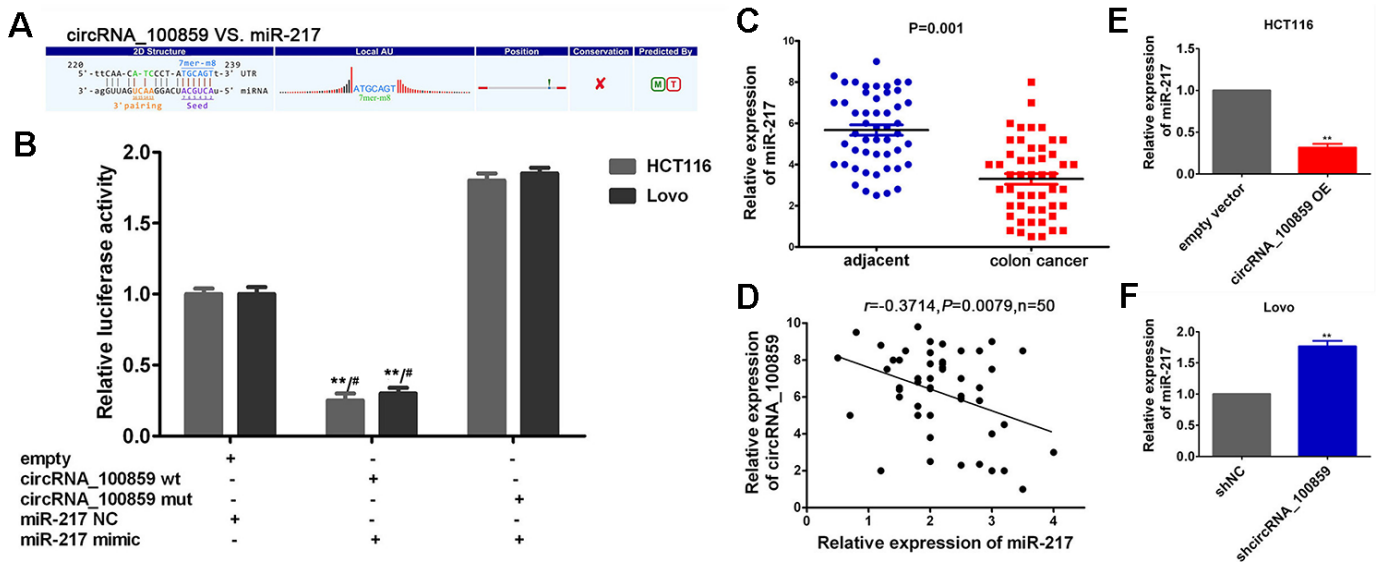 A
circRNA_100859 VS. miR-217
2D Structure Local AU Position Conservation Predicted By
220 7mer-m8 239
5'-ttCAA-CA-TCCCT-ATGCAGTt-3' UTR
3'-agGUUAGUCAAGGACUACGUCAu-5' miRNA
3'pairing Seed
ATGCAGT
7mer-m8
M T
B
Relative luciferase activity
2.0
1.5
1.0
0.5
0.0
HCT116
Lovo
**/# **/#
empty + - -
circRNA_100859 wt - + -
circRNA_100859 mut - - +
miR-217 NC + - -
miR-217 mimic - + +
C
P=0.001
Relative expression
of miR-217
10
8
6
4
2
0
adjacent colon cancer
D
r=-0.3714,P=0.0079,n=50
Relative expression
of circRNA_100859
10
8
6
4
2
0
0 1 2 3 4
Relative expression of miR-217
E
HCT116
Relative expression
of miR-217
1.5
1.0
0.5
0.0
**
empty vector
circRNA_100859 OE
F
Lovo
Relative expression
of miR-217
2.0
1.5
1.0
0.5
0.0
**
shNC
shcircRNA_100859